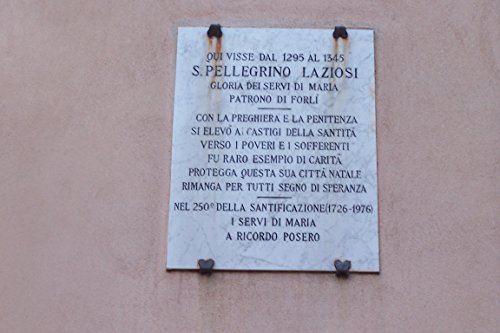 QUI VISSE DAL 1295 AL 1345
S. PELLEGRINO LAZIOSI
GLORIA DEI SERVI DI MARIA
PATRONO DI FORLÍ
CON LA PREGHIERA E LA PENITENZA
SI ELEVÒ AI CASTIGI DELLA SANTITÀ
VERSO I POVERI E I SOFFERENTI
FU RARO ESEMPIO DI CARITÀ
PROTEGGA QUESTA SUA CITTÀ NATALE
RIMANGA PER TUTTI SEGNO DI SPERANZA
NEL 250° DELLA SANTIFICAZIONE (1726-1976)
I SERVI DI MARIA
A RICORDO POSERO